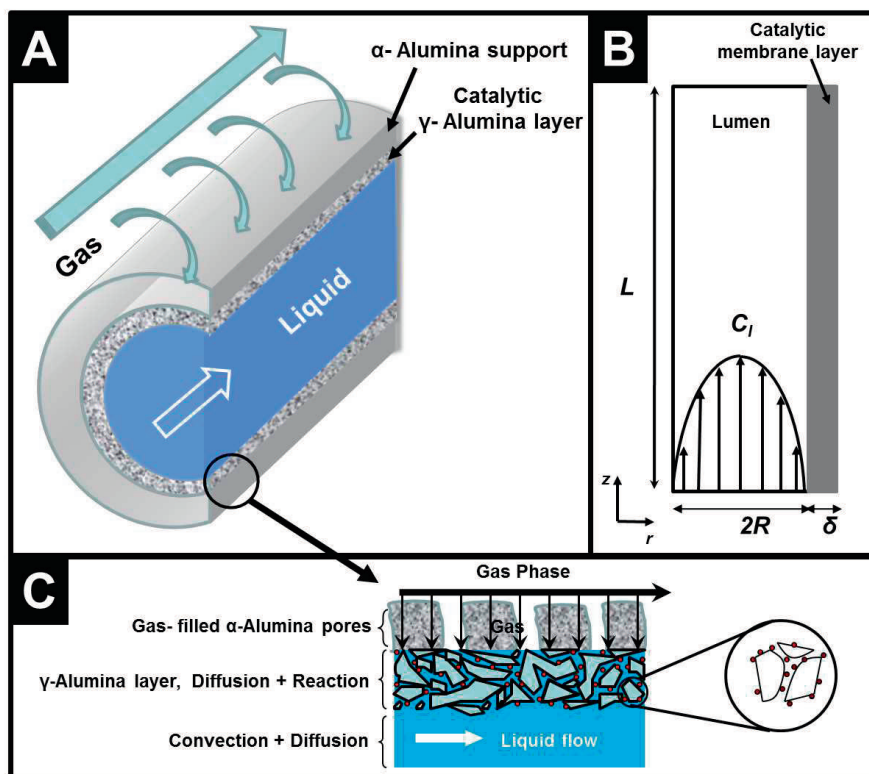 A
α- Alumina support
Catalytic
γ- Alumina layer
Gas
Liquid
B
Catalytic
membrane layer
Lumen
L
C_l
z
r
2R
δ
C
Gas Phase
Gas- filled α-Alumina pores
Gas
γ-Alumina layer, Diffusion + Reaction
Convection + Diffusion
Liquid flow